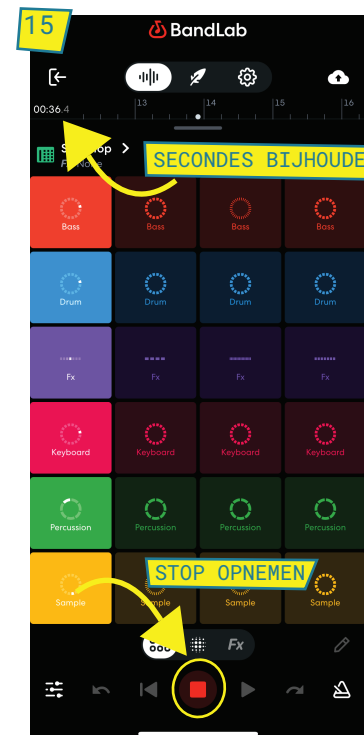 15
BandLab
00:36.4
13 14 15 16
SECONDES BIJHOUDE
Bass Bass Bass Bass
Drum Drum Drum Drum
Fx Fx Fx Fx
Keyboard Keyboard Keyboard Keyboard
Percussion Percussion Percussion Percussion
STOP OPNEMEN
Sample Sample Sample
Fx